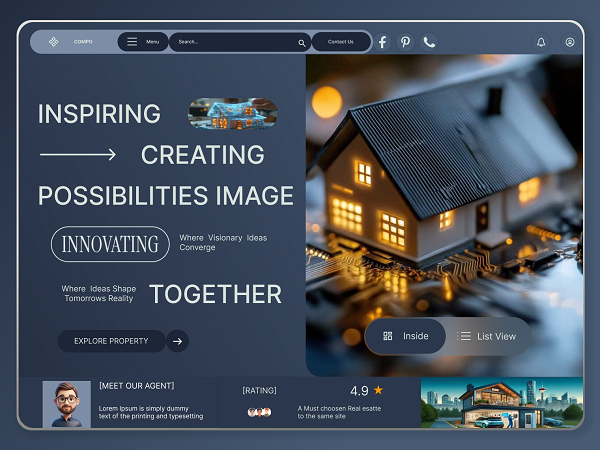 COMPO
Menu
Search...
Contact Us
INSPIRING
CREATING
POSSIBILITIES IMAGE
INNOVATING
Where Visionary Ideas
Converge
Where Ideas Shape
Tomorrows Reality
TOGETHER
EXPLORE PROPERTY
Inside
List View
[MEET OUR AGENT]
Lorem Ipsum is simply dummy
text of the printing and typesetting
[RATING]
4.9
A Must choosen Real esatte
to the same site